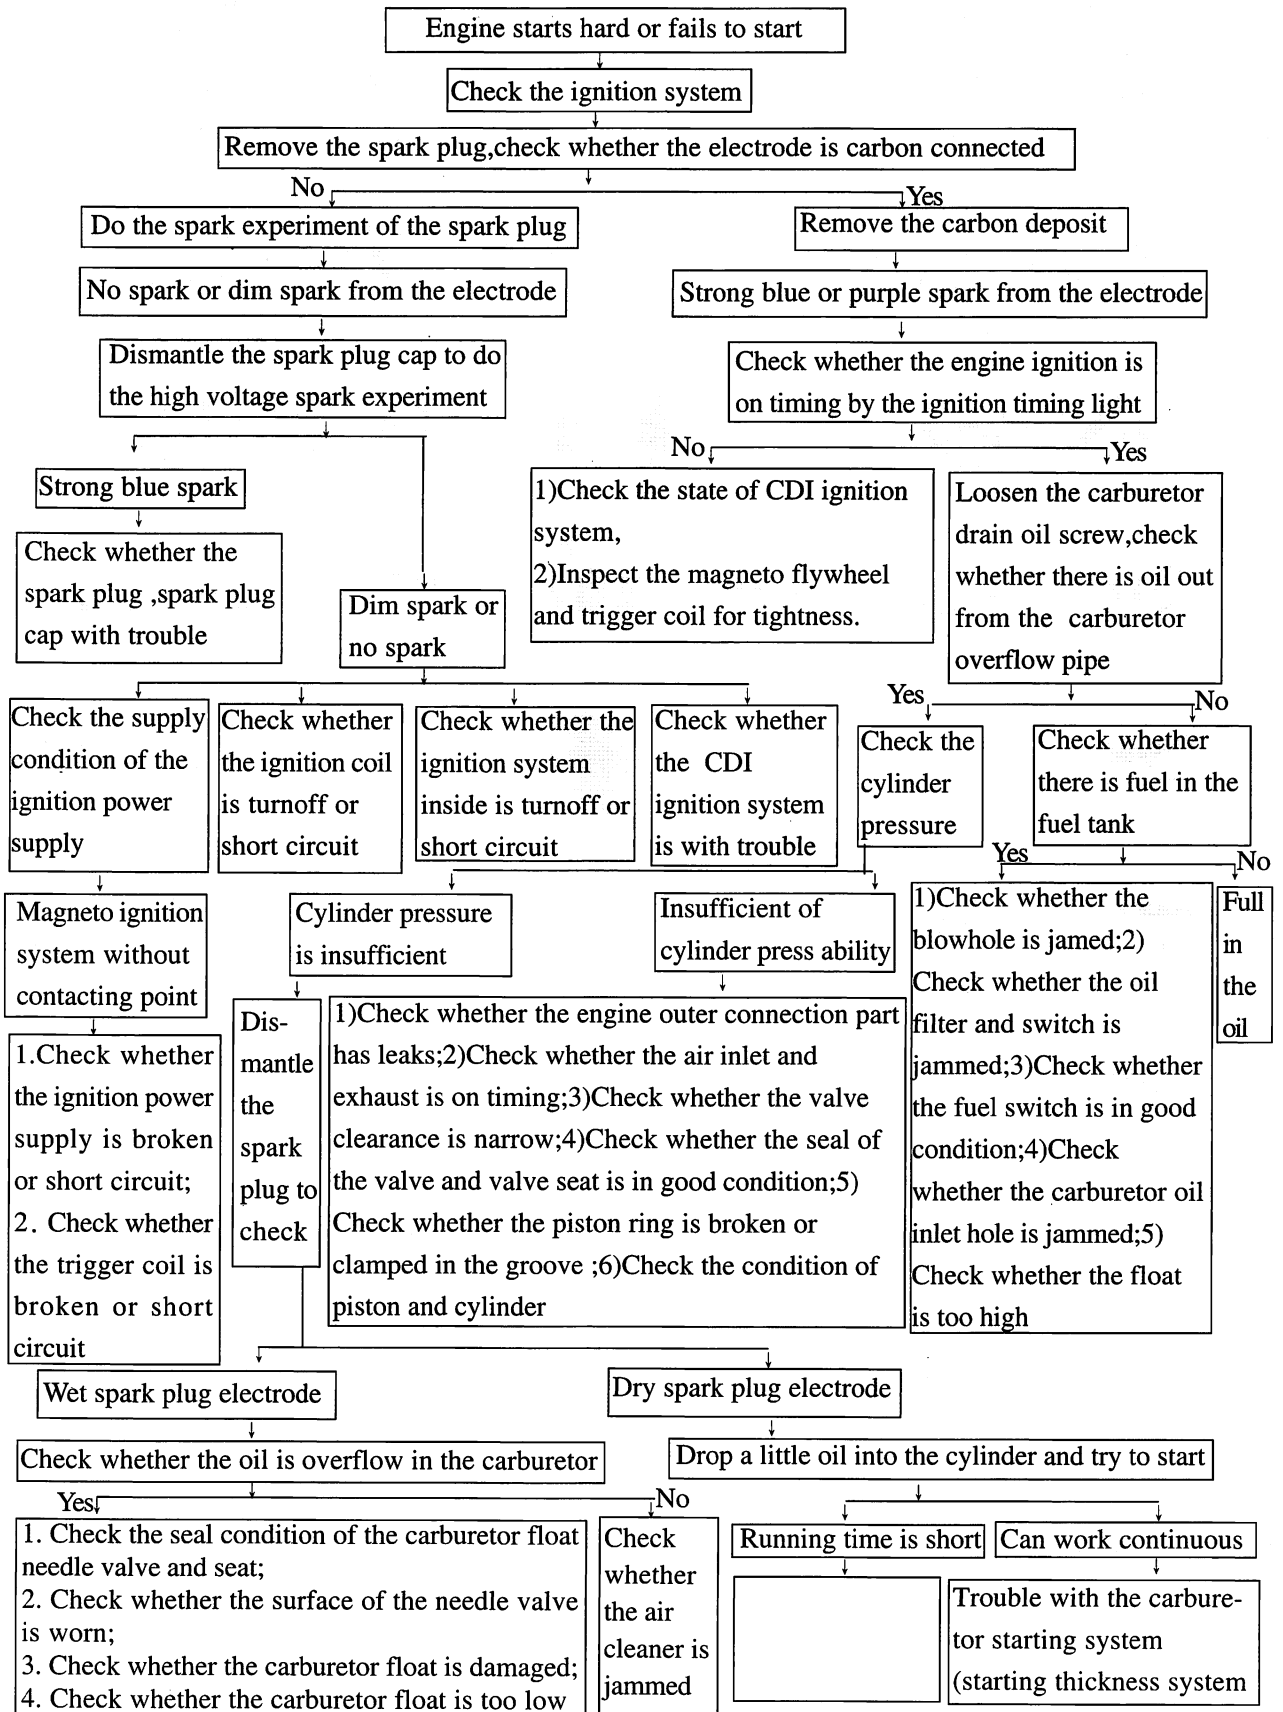 Engine starts hard or fails to start
Check the ignition system
Remove the spark plug,check whether the electrode is carbon connected
No
Yes
Do the spark experiment of the spark plug
Remove the carbon deposit
No spark or dim spark from the electrode
Strong blue or purple spark from the electrode
Dismantle the spark plug cap to do
the high voltage spark experiment
Check whether the engine ignition is
on timing by the ignition timing light
No
Yes
Strong blue spark
Check whether the
spark plug ,spark plug
cap with trouble
Dim spark or
no spark
1)Check the state of CDI ignition
system,
2)Inspect the magneto flywheel
and trigger coil for tightness.
Loosen the carburetor
drain oil screw,check
whether there is oil out
from the carburetor
overflow pipe
Yes
No
Check the supply
condition of the
ignition power
supply
Check whether
the ignition coil
is turnoff or
short circuit
Check whether the
ignition system
inside is turnoff or
short circuit
Check whether
the CDI
ignition system
is with trouble
Check the
cylinder
pressure
Check whether
there is fuel in the
fuel tank
Yes
No
Magneto ignition
system without
contacting point
Cylinder pressure
is insufficient
Insufficient of
cylinder press ability
1)Check whether the
blowhole is jamed;2)
Check whether the oil
filter and switch is
jammed;3)Check whether
the fuel switch is in good
condition;4)Check
whether the carburetor oil
inlet hole is jammed;5)
Check whether the float
is too high
Full
in
the
oil
1.Check whether
the ignition power
supply is broken
or short circuit;
2. Check whether
the trigger coil is
broken or short
circuit
Dis-
mantle
the
spark
plug to
check
1)Check whether the engine outer connection part
has leaks;2)Check whether the air inlet and
exhaust is on timing;3)Check whether the valve
clearance is narrow;4)Check whether the seal of
the valve and valve seat is in good condition;5)
Check whether the piston ring is broken or
clamped in the groove ;6)Check the condition of
piston and cylinder
Wet spark plug electrode
Dry spark plug electrode
Check whether the oil is overflow in the carburetor
Drop a little oil into the cylinder and try to start
Yes
No
1. Check the seal condition of the carburetor float
needle valve and seat;
2. Check whether the surface of the needle valve
is worn;
3. Check whether the carburetor float is damaged;
4. Check whether the carburetor float is too low
Check
whether
the air
cleaner is
jammed
Running time is short
Can work continuous
Trouble with the carbure-
tor starting system
(starting thickness system